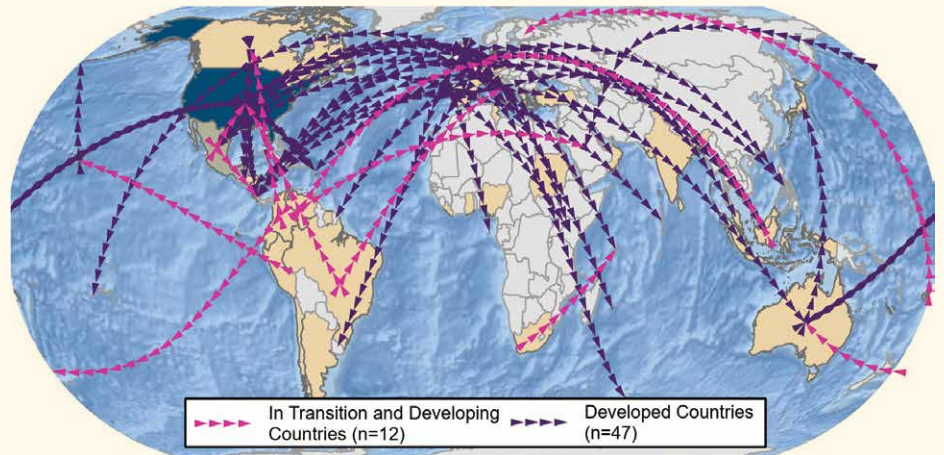 In Transition and Developing
Countries (n=12)
Developed Countries
(n=47)